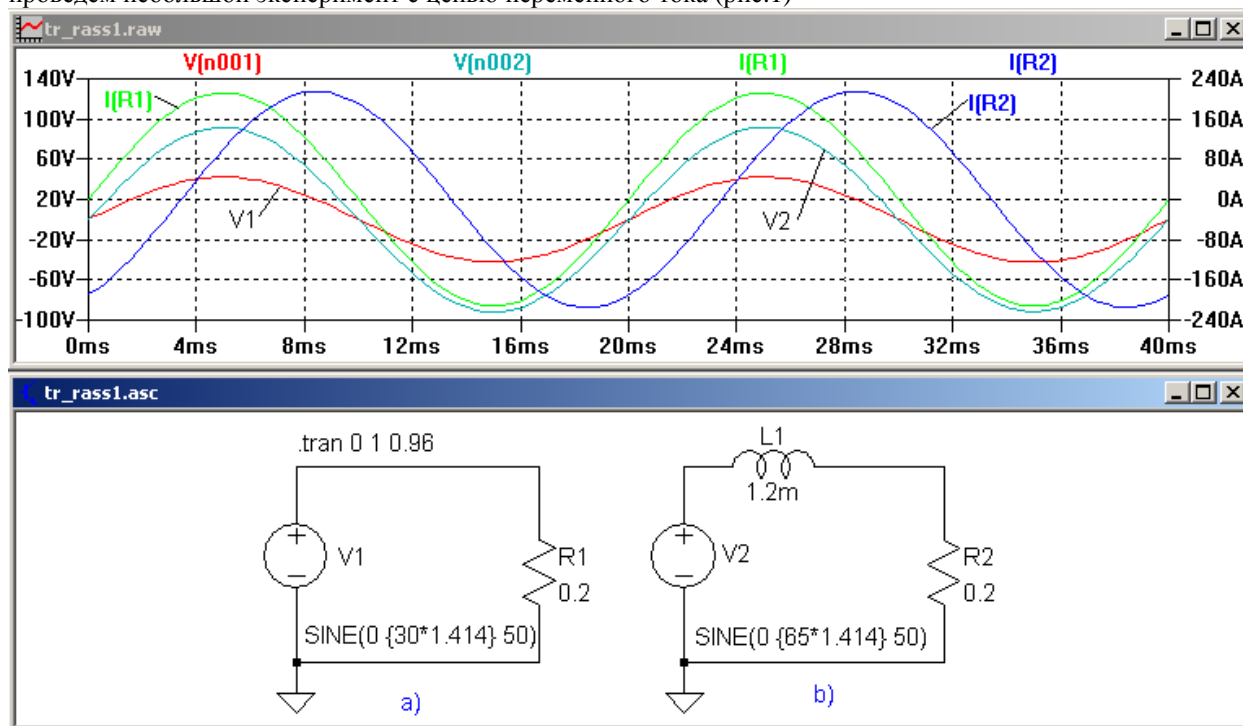 проведем небольшой эксперимент с цепью переменного тока (рис.1)
tr_rass1.raw
V(n001) V(n002) I(R1) I(R2)
140V 240A
I(R1) I(R2)
100V 160A
60V 80A
20V 0A
V1 V2
-20V -80A
-60V -160A
-100V -240A
0ms 4ms 8ms 12ms 16ms 20ms 24ms 28ms 32ms 36ms 40ms
tr_rass1.asc
.tran 0 1 0.96 L1
1.2m
V1 R1 V2 R2
0.2 0.2
SINE(0 {30*1.414} 50) SINE(0 {65*1.414} 50)
a) b)